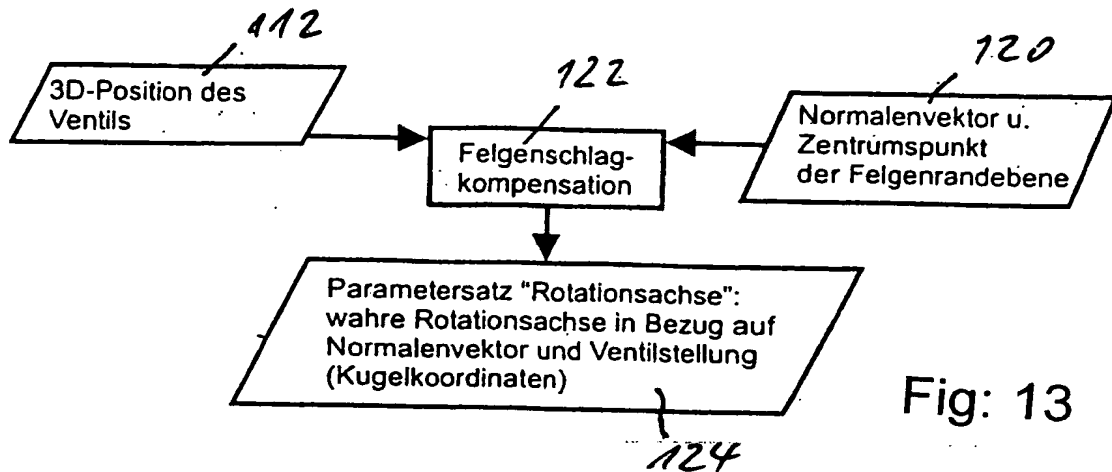 112
122
120
3D-Position des
Ventils
Felgenschlag-
kompensation
Normalenvektor u.
Zentrumspunkt
der Felgenrandebene
Parametersatz "Rotationsachse":
wahre Rotationsachse in Bezug auf
Normalenvektor und Ventilstellung
(Kugelkoordinaten)
124
Fig: 13